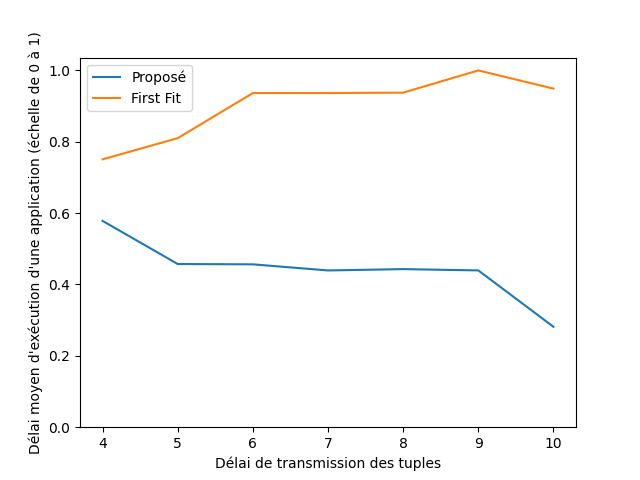 Délai moyen d'exécution d'une application (échelle de 0 à 1)
1.0
0.8
0.6
0.4
0.2
0.0
Proposé
First Fit
4 5 6 7 8 9 10
Délai de transmission des tuples